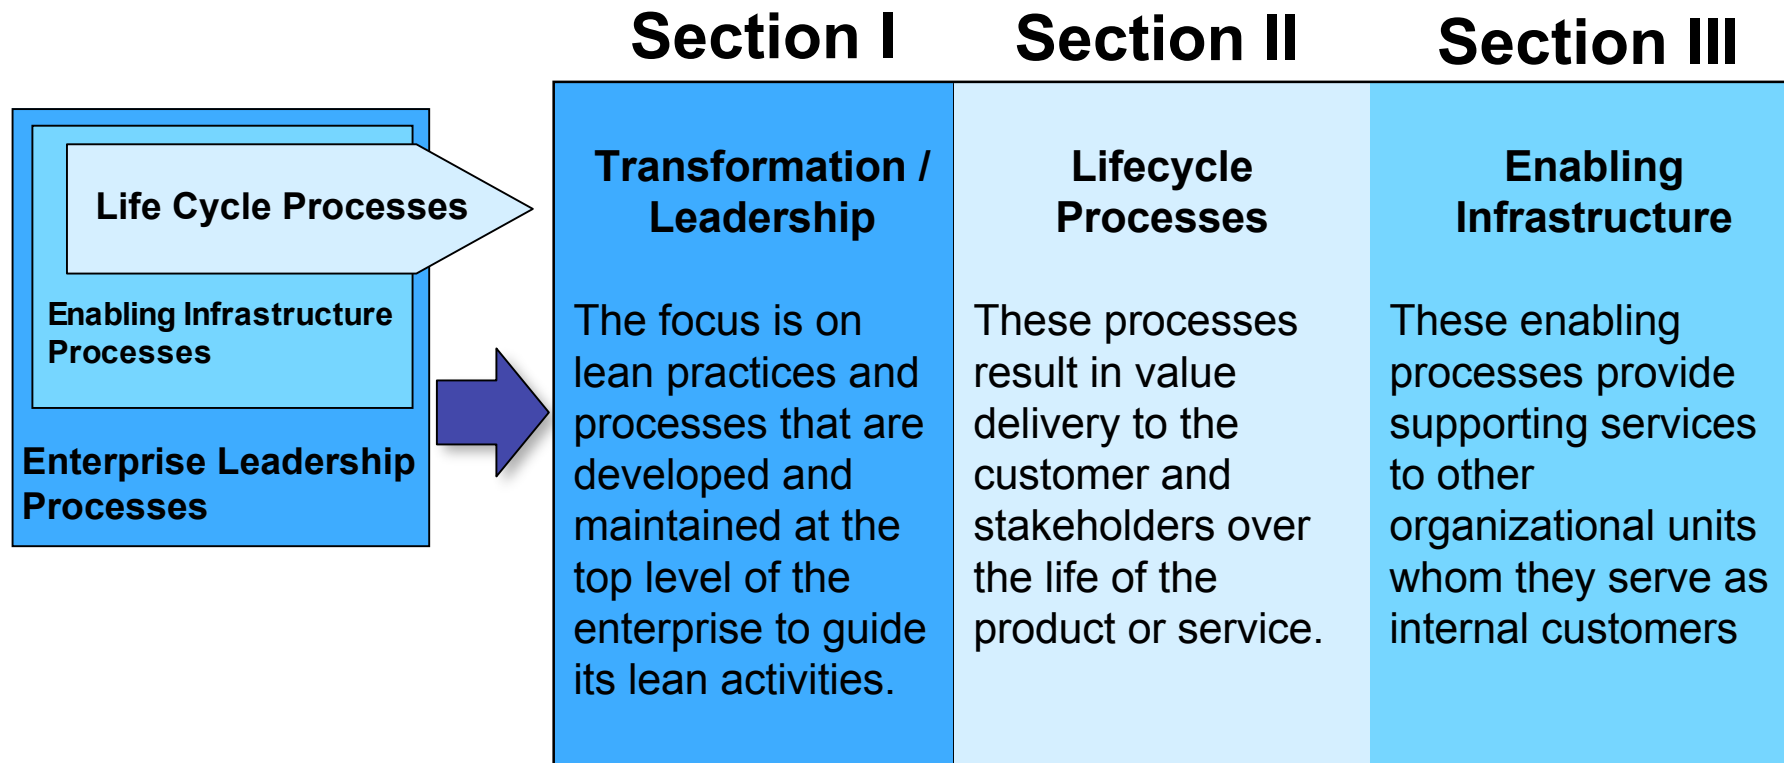 Section I
Section II
Section III
Life Cycle Processes
Enabling Infrastructure
Processes
Enterprise Leadership
Processes
Transformation /
Leadership
The focus is on
lean practices and
processes that are
developed and
maintained at the
top level of the
enterprise to guide
its lean activities.
Lifecycle
Processes
These processes
result in value
delivery to the
customer and
stakeholders over
the life of the
product or service.
Enabling
Infrastructure
These enabling
processes provide
supporting services
to other
organizational units
whom they serve as
internal customers